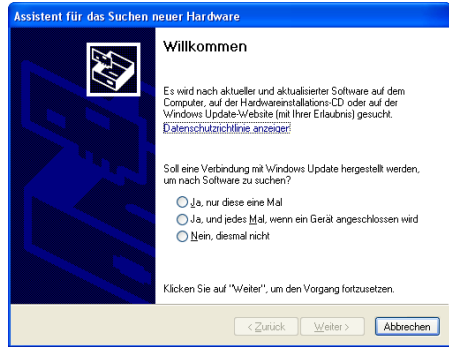 Assistent für das Suchen neuer Hardware
Willkommen
Es wird nach aktueller und aktualisierter Software auf dem
Computer, auf der Hardwareinstallations-CD oder auf der
Windows Update-Website (mit Ihrer Erlaubnis) gesucht.
Datenschutzrichtlinie anzeigen
Soll eine Verbindung mit Windows Update hergestellt werden,
um nach Software zu suchen?
Ja, nur diese eine Mal
Ja, und jedes Mal, wenn ein Gerät angeschlossen wird
Nein, diesmal nicht
Klicken Sie auf "Weiter", um den Vorgang fortzusetzen.
< Zurück Weiter > Abbrechen